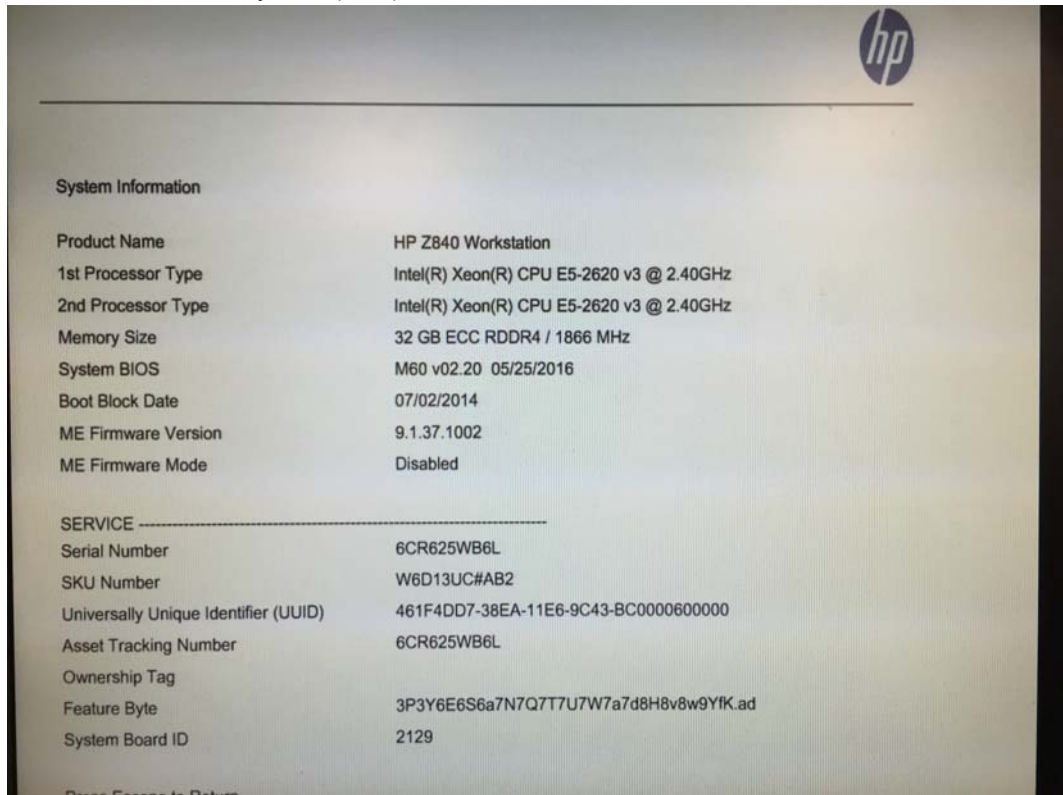 hp
System Information
Product Name HP Z840 Workstation
1st Processor Type Intel(R) Xeon(R) CPU E5-2620 v3 @ 2.40GHz
2nd Processor Type Intel(R) Xeon(R) CPU E5-2620 v3 @ 2.40GHz
Memory Size 32 GB ECC RDDR4 / 1866 MHz
System BIOS M60 v02.20 05/25/2016
Boot Block Date 07/02/2014
ME Firmware Version 9.1.37.1002
ME Firmware Mode Disabled
SERVICE ------------------------------------------------------------------------
Serial Number 6CR625WB6L
SKU Number W6D13UC#AB2
Universally Unique Identifier (UUID) 461F4DD7-38EA-11E6-9C43-BC0000600000
Asset Tracking Number 6CR625WB6L
Ownership Tag
Feature Byte 3P3Y6E6S6a7N7Q7T7U7W7a7d8H8v8w9YfK.ad
System Board ID 2129